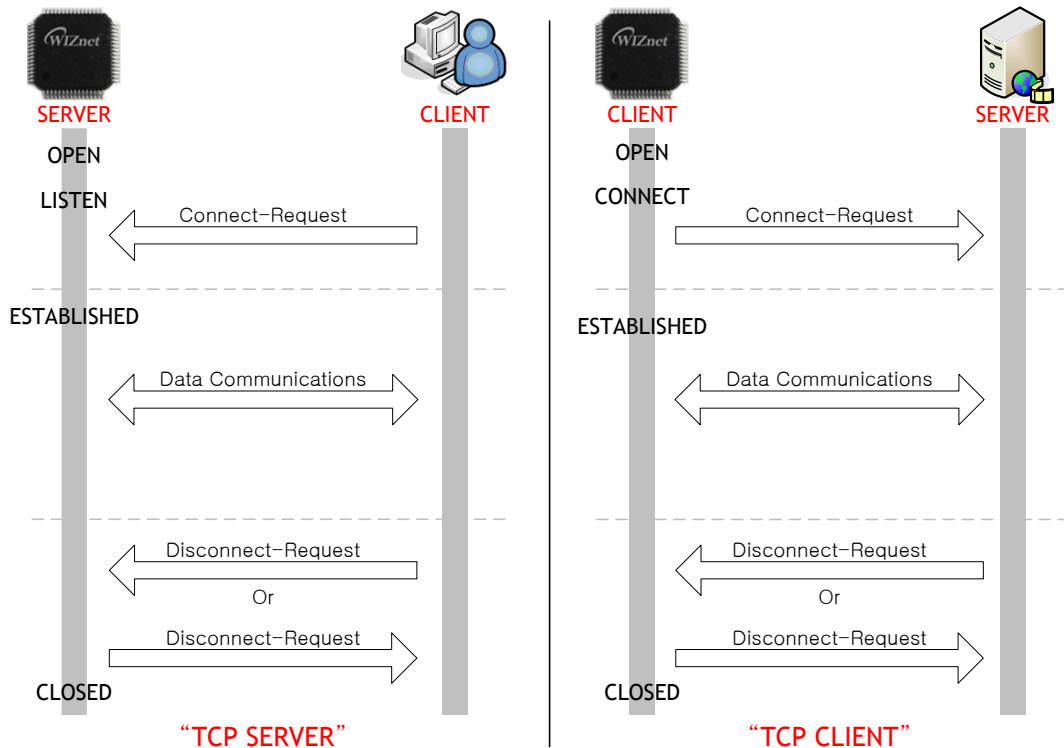 WIZnet
SERVER
CLIENT
OPEN
LISTEN
Connect-Request
ESTABLISHED
Data Communications
Disconnect-Request
Or
Disconnect-Request
CLOSED
“TCP SERVER”
WIZnet
CLIENT
SERVER
OPEN
CONNECT
Connect-Request
ESTABLISHED
Data Communications
Disconnect-Request
Or
Disconnect-Request
CLOSED
“TCP CLIENT”